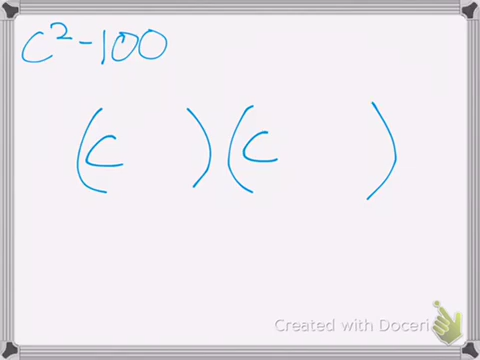 c² - 100
(c )(c )
Created with Doceri